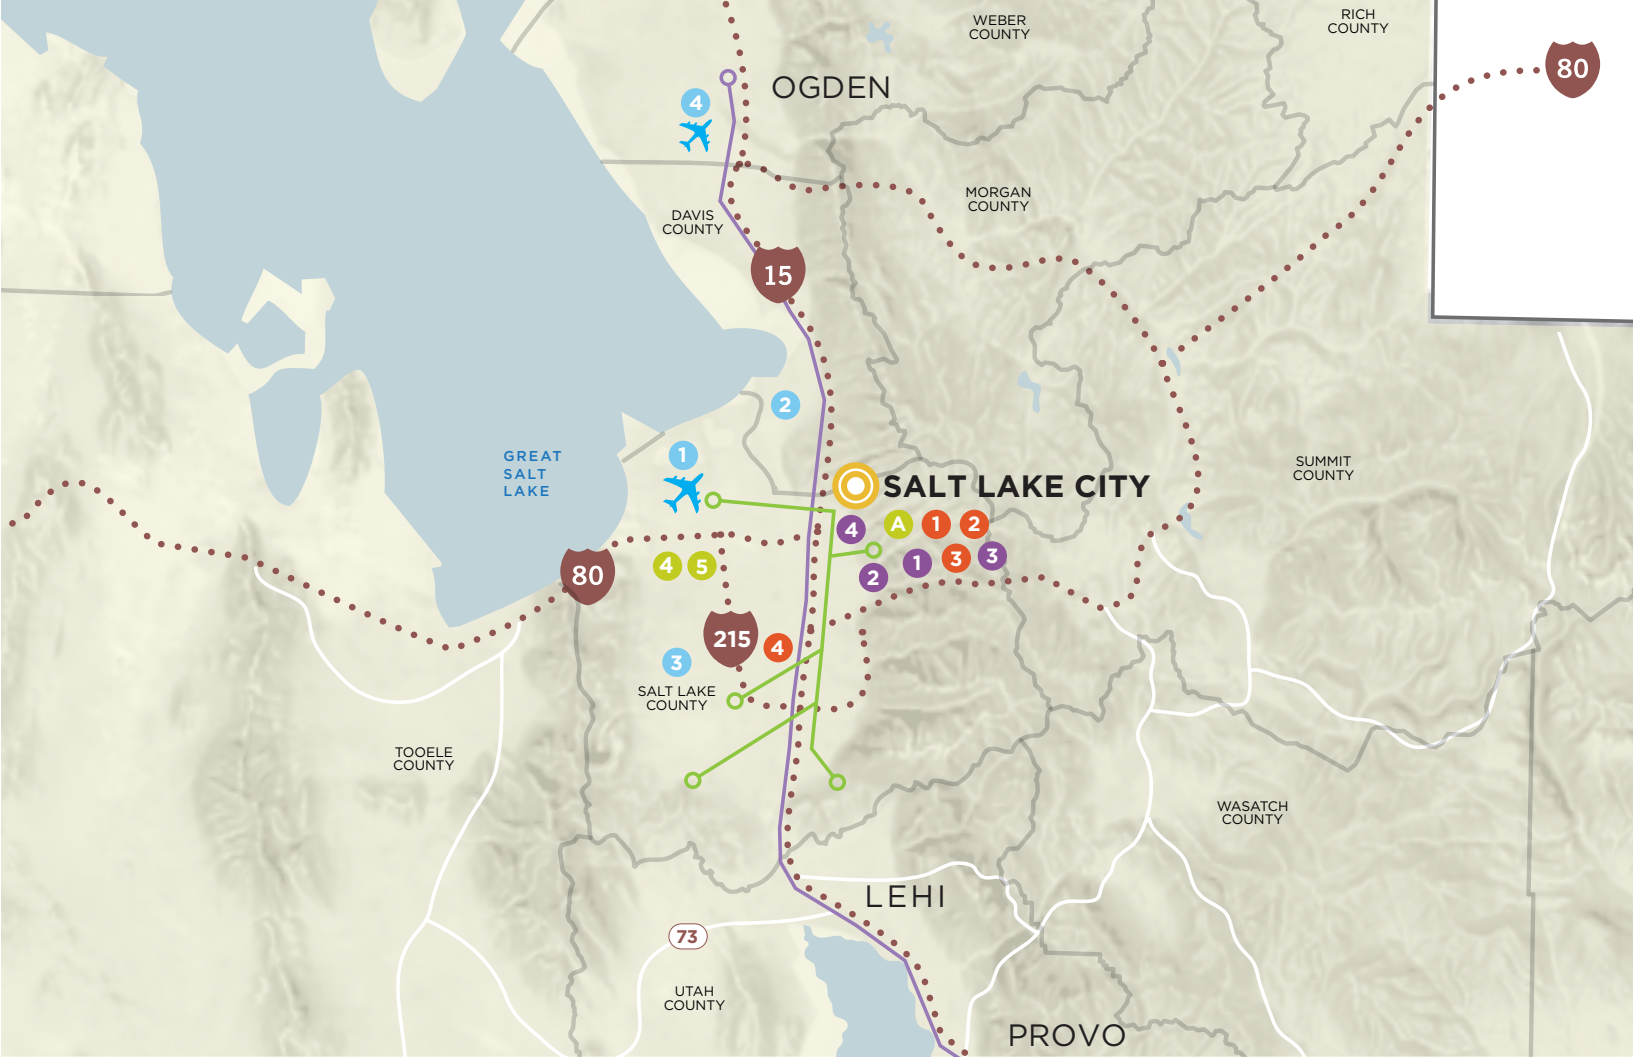 WEBER
COUNTY
RICH
COUNTY
80
OGDEN
4
MORGAN
COUNTY
DAVIS
COUNTY
15
2
GREAT
SALT
LAKE
1
SALT LAKE CITY
SUMMIT
COUNTY
4
A
1
2
80
4
5
2
1
3
3
215
4
3
SALT LAKE
COUNTY
TOOELE
COUNTY
WASATCH
COUNTY
LEHI
73
UTAH
COUNTY
PROVO